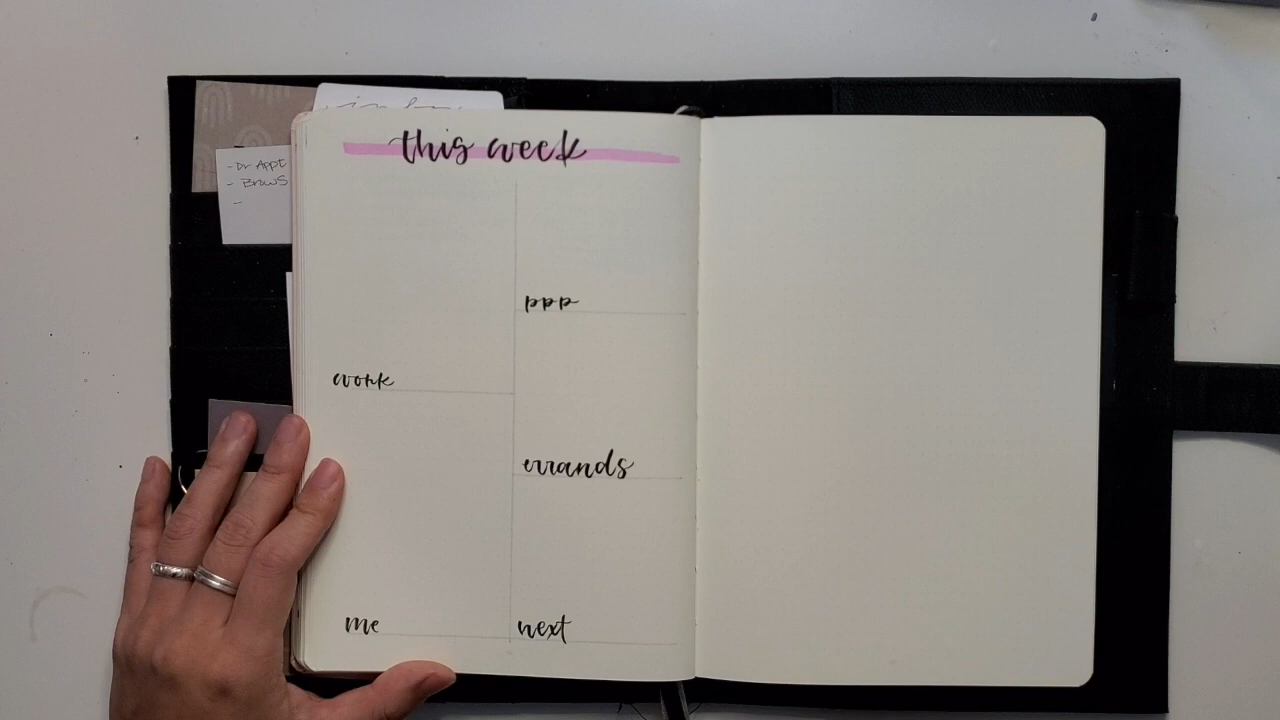 this week
- Dr Appt
- Brows
-
ppp
work
errands
me
next